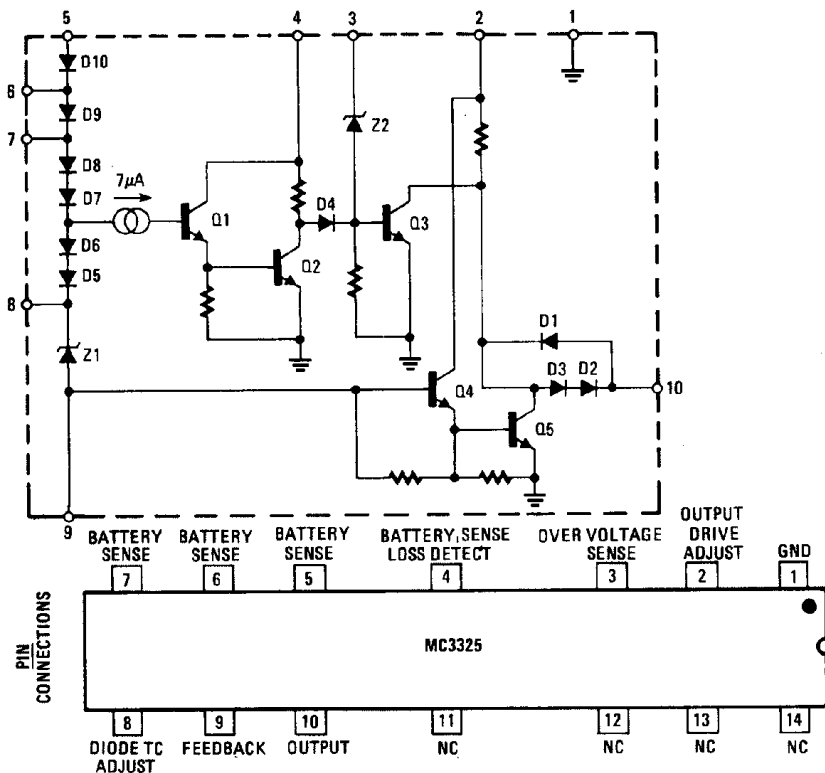 5 4 3 2 1
D10
6
D9
Z2
7
D8
7μA
D7
D4
Q1
Q3
D6
Q2
D5
8
D1
Z1
D3 D2
Q4
10
Q5
9
BATTERY SENSE
BATTERY SENSE
BATTERY SENSE
BATTERY SENSE LOSS DETECT
OVER VOLTAGE SENSE
OUTPUT DRIVE ADJUST
GND
7 6 5 4 3 2 1
PIN CONNECTIONS
MC3325
8 9 10 11 12 13 14
DIODE TC ADJUST
FEEDBACK
OUTPUT
NC
NC
NC
NC